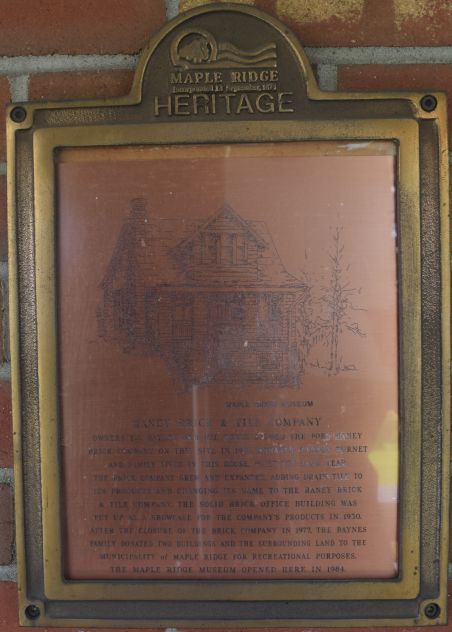 MAPLE RIDGE
Incorporated 12 September, 1874
HERITAGE
MAPLE RIDGE MUSEUM
HANEY BRICK & TILE COMPANY
OWNERS THE PORT HANEY
BRICK COMPANY ON THIS SITE IN BURNET
AND FAMILY LIVED IN THIS HOUSE YEAR
THE BRICK COMPANY GREW AND EXPANDED, ADDING DRAIN TILE TO
ITS PRODUCTS AND CHANGING ITS NAME TO THE HANEY BRICK
& TILE COMPANY. THE SOLID BRICK OFFICE BUILDING WAS
PUT UP AS A SHOWCASE FOR THE COMPANY'S PRODUCTS IN 1930.
AFTER THE CLOSURE OF THE BRICK COMPANY IN 1977, THE BAYNES
FAMILY DONATED TWO BUILDINGS AND THE SURROUNDING LAND TO THE
MUNICIPALITY of MAPLE RIDGE FOR RECREATIONAL PURPOSES.
THE MAPLE RIDGE MUSEUM OPENED HERE IN 1984.